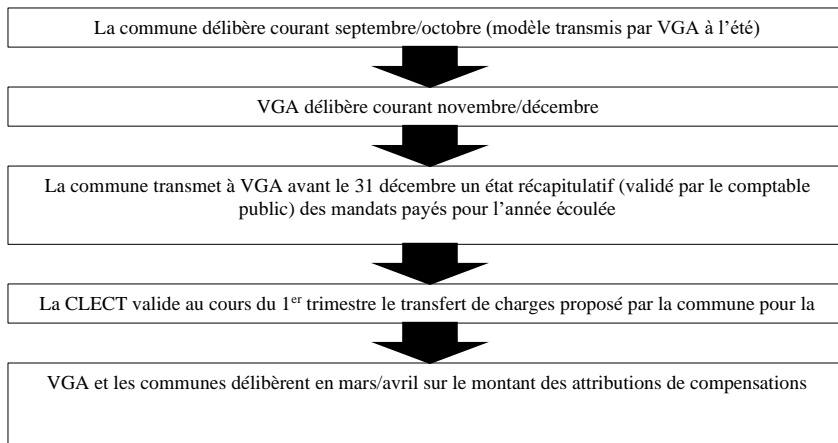 La commune délibère courant septembre/octobre (modèle transmis par VGA à l'été)
VGA délibère courant novembre/décembre
La commune transmet à VGA avant le 31 décembre un état récapitulatif (validé par le comptable
public) des mandats payés pour l'année écoulée
La CLECT valide au cours du 1er trimestre le transfert de charges proposé par la commune pour la
VGA et les communes délibèrent en mars/avril sur le montant des attributions de compensations